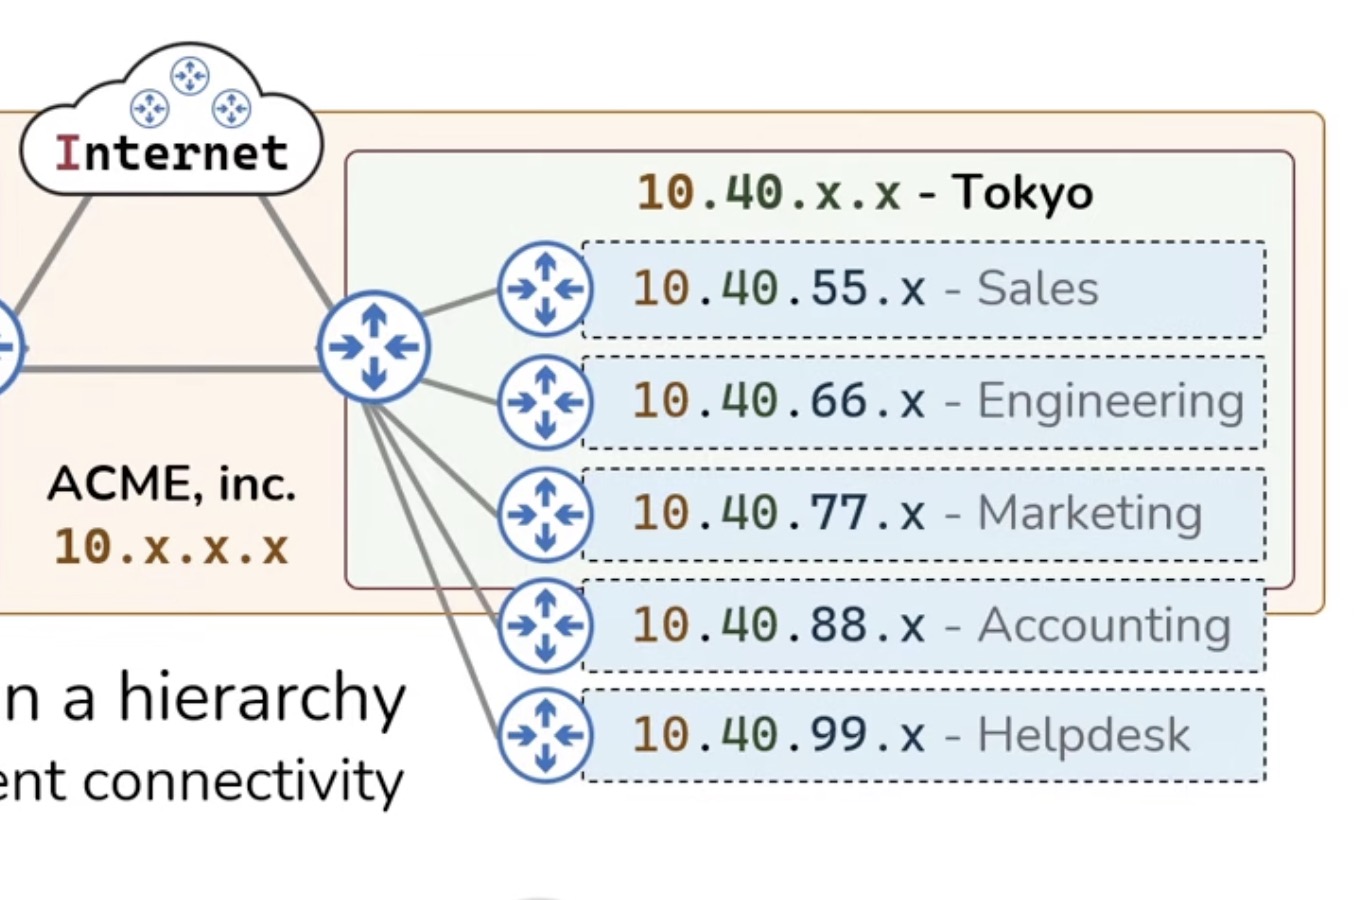 Internet
10.40.x.x - Tokyo
10.40.55.x - Sales
10.40.66.x - Engineering
10.40.77.x - Marketing
10.40.88.x - Accounting
10.40.99.x - Helpdesk
ACME, inc.
10.x.x.x
n a hierarchy
ent connectivity